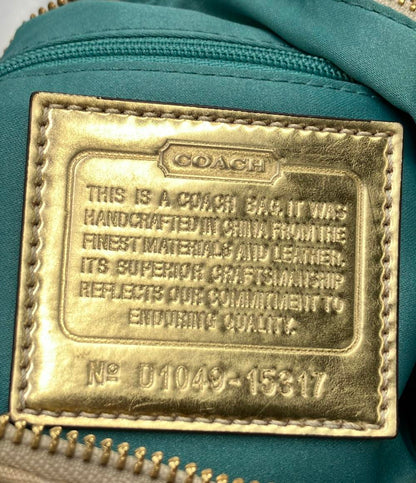 COACH
THIS IS A COACH BAG. IT WAS
HANDCRAFTED IN CHINA FROM THE
FINEST MATERIALS AND LEATHER.
ITS SUPERIOR CRAFTSMANSHIP
REFLECTS OUR COMMITMENT TO
ENDURING QUALITY.
Nº D1049-15317